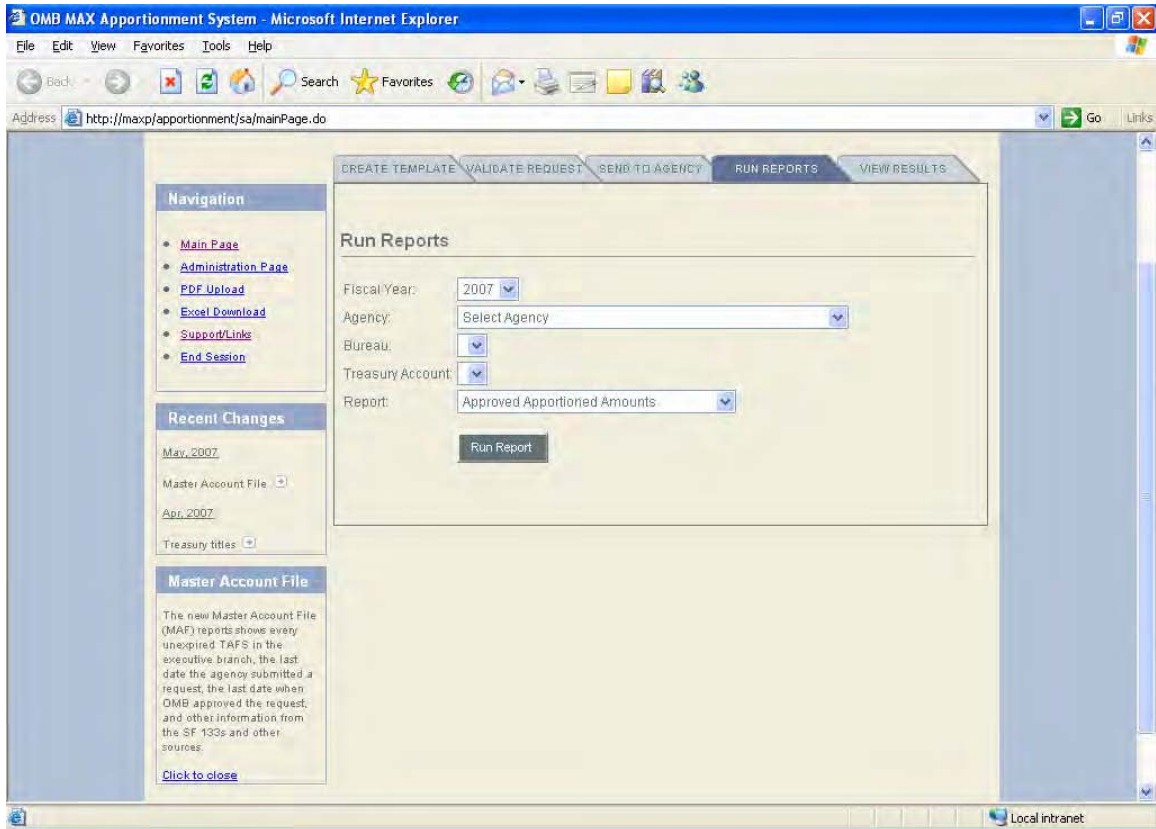 OMB MAX Apportionment System - Microsoft Internet Explorer
File Edit View Favorites Tools Help
Back Search Favorites
Address http://maxp/apportionment/sa/mainPage.do Go Links
CREATE TEMPLATE VALIDATE REQUEST SEND TO AGENCY RUN REPORTS VIEW RESULTS
Navigation
Main Page
Administration Page
PDF Upload
Excel Download
Support/Links
End Session
Recent Changes
May, 2007
Master Account File
Apr, 2007
Treasury titles
Master Account File
The new Master Account File
(MAF) reports shows every
unexpired TAFS in the
executive branch, the last
date the agency submitted a
request, the last date when
OMB approved the request,
and other information from
the SF 133s and other
sources.
Click to close
Run Reports
Fiscal Year: 2007
Agency: Select Agency
Bureau:
Treasury Account
Report: Approved Apportioned Amounts
Run Report
Local intranet